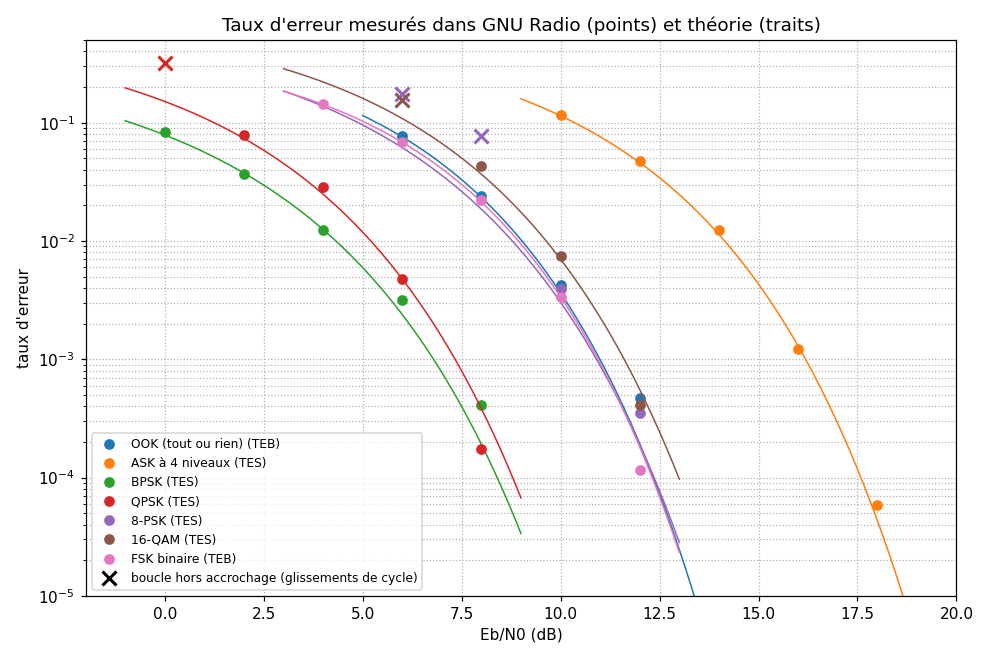 Taux d'erreur mesurés dans GNU Radio (points) et théorie (traits)
taux d'erreur
10⁻¹
10⁻²
10⁻³
10⁻⁴
10⁻⁵
OOK (tout ou rien) (TEB)
ASK à 4 niveaux (TES)
BPSK (TES)
QPSK (TES)
8-PSK (TES)
16-QAM (TES)
FSK binaire (TEB)
boucle hors accrochage (glissements de cycle)
0.0 2.5 5.0 7.5 10.0 12.5 15.0 17.5 20.0
Eb/N0 (dB)